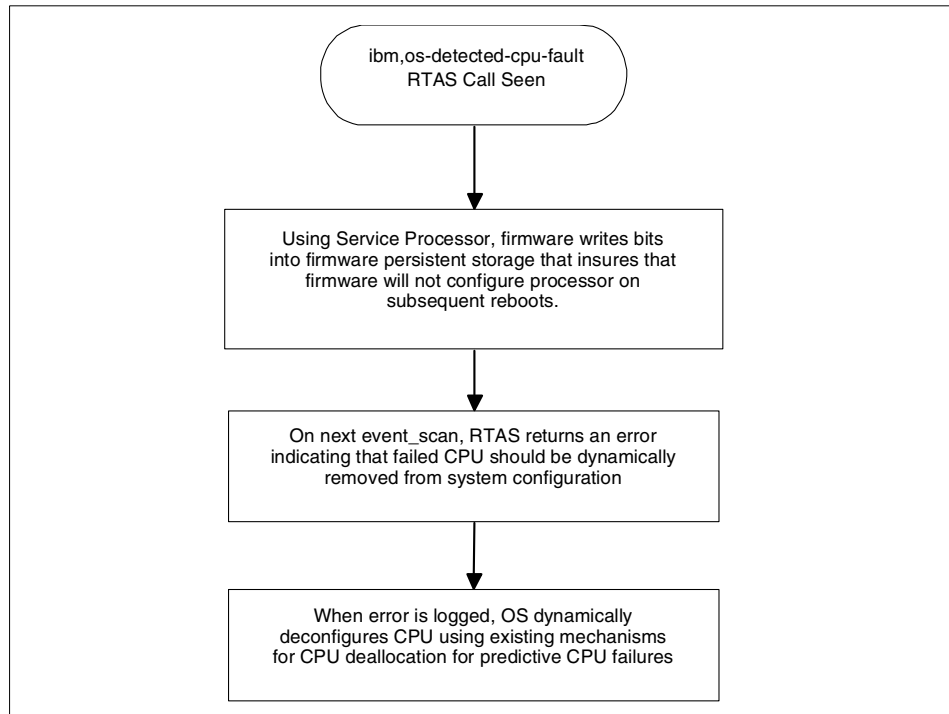 ibm,os-detected-cpu-fault
RTAS Call Seen
Using Service Processor, firmware writes bits
into firmware persistent storage that insures that
firmware will not configure processor on
subsequent reboots.
On next event_scan, RTAS returns an error
indicating that failed CPU should be dynamically
removed from system configuration
When error is logged, OS dynamically
deconfigures CPU using existing mechanisms
for CPU deallocation for predictive CPU failures